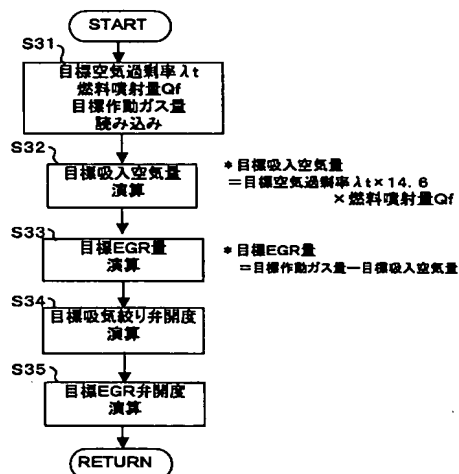 START
S31
目標空気過剰率λt
燃料噴射量Qf
目標作動ガス量
読み込み
S32
目標吸入空気量
演算
*目標吸入空気量
=目標空気過剰率λt×14.6
×燃料噴射量Qf
S33
目標EGR量
演算
*目標EGR量
=目標作動ガス量−目標吸入空気量
S34
目標吸気絞り弁開度
演算
S35
目標EGR弁開度
演算
RETURN